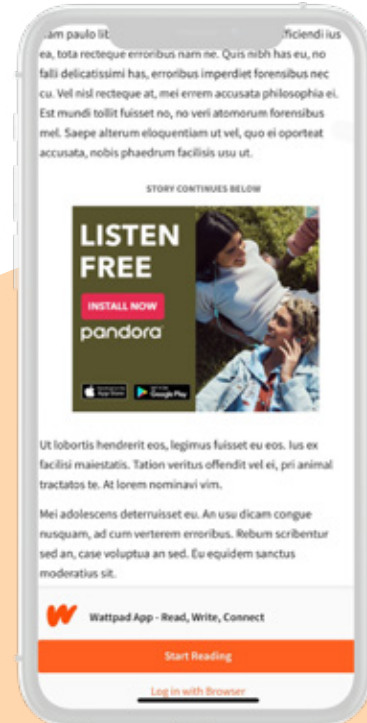 nam paulo lib ficiendi ius
ea, tota recteque erroribus nam ne. Quis nibh has eu, no
falli delicatissimi has, erroribus imperdiet forensibus nec
cu. Vel nisl recteque at, mei errem accusata philosophia ei.
Est mundi tollit fuisset no, no veri atomorum forensibus
mel. Saepe alterum eloquentiam ut vel, quo ei oporteat
accusata, nobis phaedrum facilisis usu ut.
STORY CONTINUES BELOW
LISTEN
FREE
INSTALL NOW
pandora
App Store Google Play
Ut lobortis hendrerit eos, legimus fuisset eu eos. Ius ex
facilisi maiestatis. Tation veritus offendit vel ei, pri animal
tractatos te. At lorem nominavi vim.
Mei adolescens deterruisset eu. An usu dicam congue
nusquam, ad cum verterem erroribus. Rebum scribentur
sed an, case voluptua an sed. Eu equidem sanctus
moderatius sit.
Wattpad App - Read, Write, Connect
Start Reading
Log in with Browser